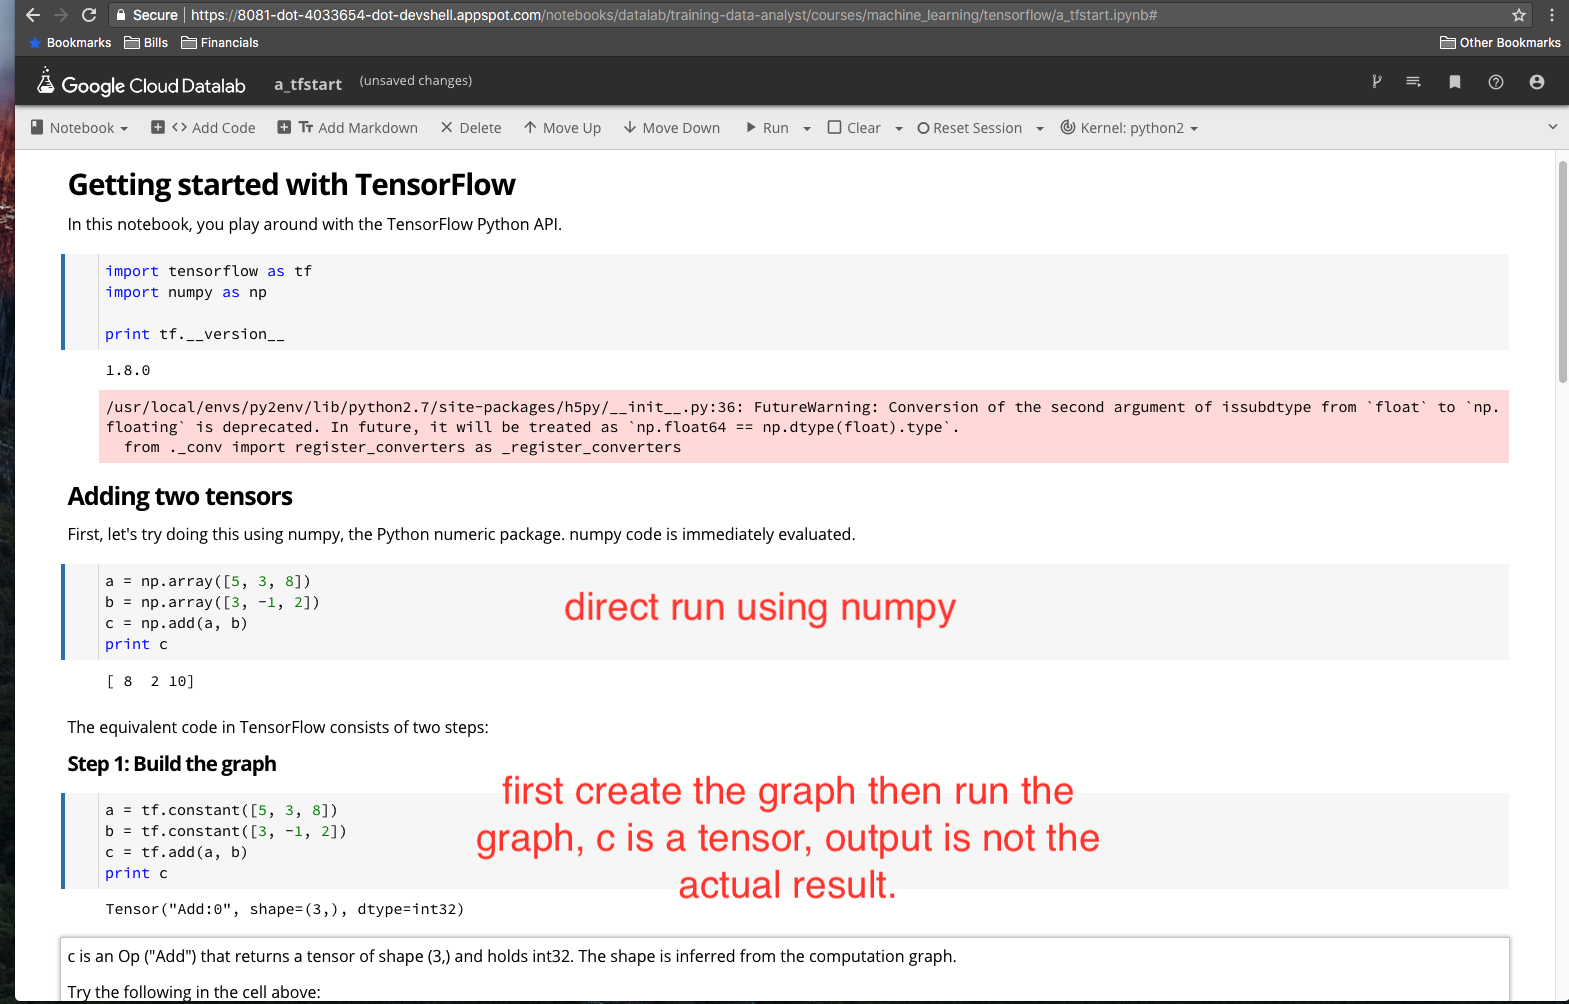 Secure | https://8081-dot-4033654-dot-devshell.appspot.com/notebooks/datalab/training-data-analyst/courses/machine_learning/tensorflow/a_tfstart.ipynb#
Bookmarks Bills Financials Other Bookmarks
Google Cloud Datalab a_tfstart (unsaved changes)
Notebook Add Code Add Markdown Delete Move Up Move Down Run Clear Reset Session Kernel: python2
Getting started with TensorFlow
In this notebook, you play around with the TensorFlow Python API.
import tensorflow as tf
import numpy as np
print tf.__version__
1.8.0
/usr/local/envs/py2env/lib/python2.7/site-packages/h5py/__init__.py:36: FutureWarning: Conversion of the second argument of issubdtype from `float` to `np.
floating` is deprecated. In future, it will be treated as `np.float64 == np.dtype(float).type`.
from ._conv import register_converters as _register_converters
Adding two tensors
First, let's try doing this using numpy, the Python numeric package. numpy code is immediately evaluated.
a = np.array([5, 3, 8])
b = np.array([3, -1, 2])
c = np.add(a, b)
print c
direct run using numpy
[ 8  2 10]
The equivalent code in TensorFlow consists of two steps:
Step 1: Build the graph
a = tf.constant([5, 3, 8])
b = tf.constant([3, -1, 2])
c = tf.add(a, b)
print c
first create the graph then run the
graph, c is a tensor, output is not the
actual result.
Tensor("Add:0", shape=(3,), dtype=int32)
c is an Op ("Add") that returns a tensor of shape (3,) and holds int32. The shape is inferred from the computation graph.
Try the following in the cell above: